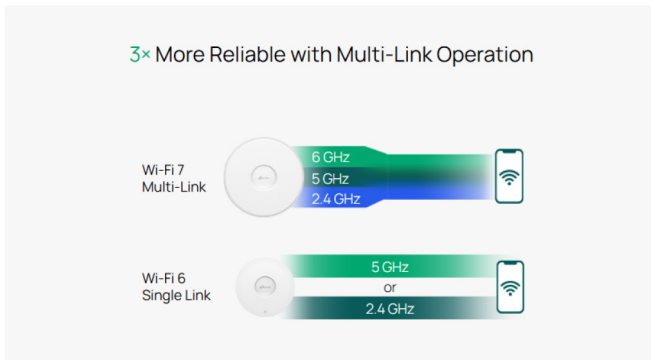 3× More Reliable with Multi-Link Operation
Wi-Fi 7
Multi-Link
6 GHz
5 GHz
2.4 GHz
Wi-Fi 6
Single Link
5 GHz
or
2.4 GHz